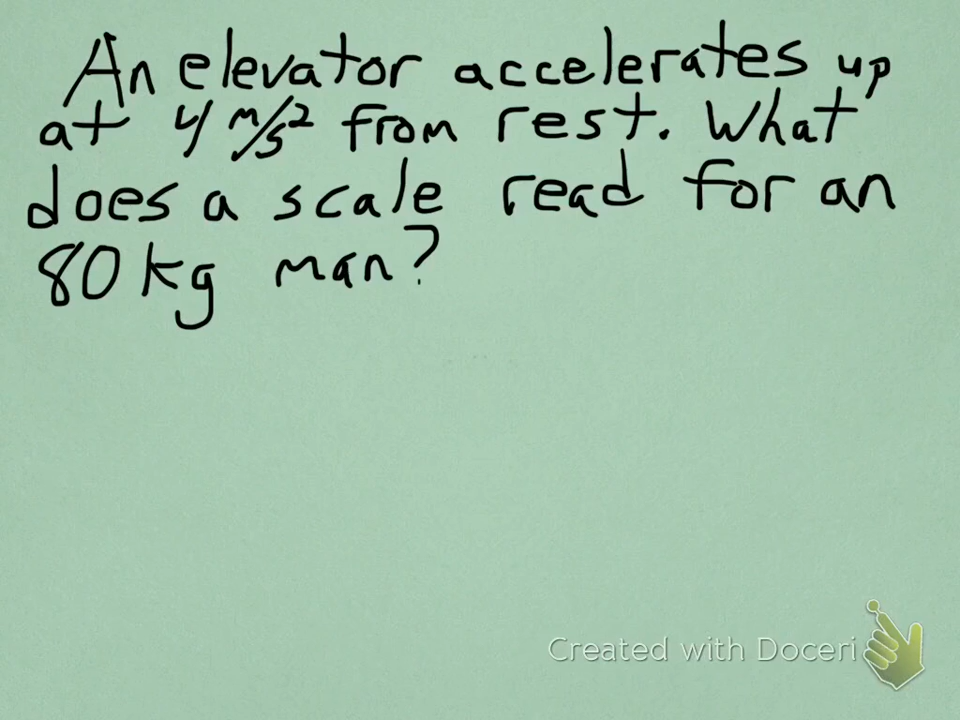 An elevator accelerates up
at 4 m/s² from rest. What
does a scale read for an
80 kg man?
Created with Doceri